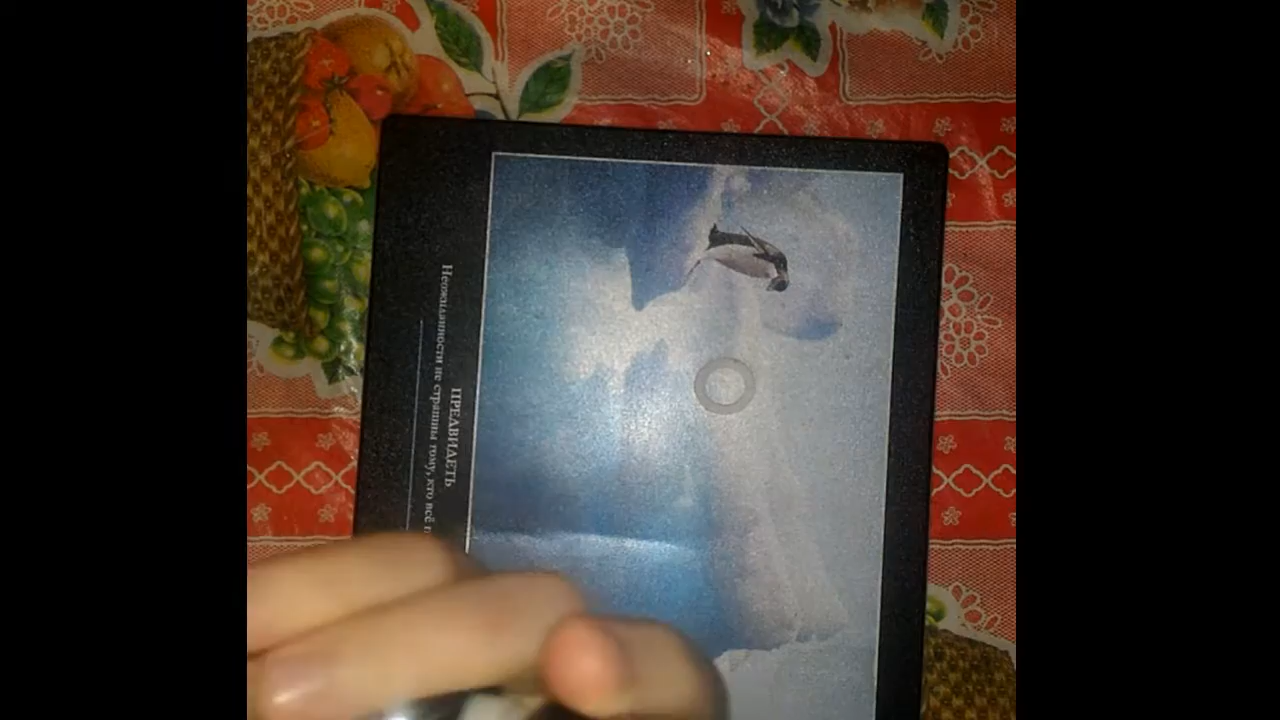 ПРЕДВИДЕТЬ
Неожиданности не страшны тому, кто всё